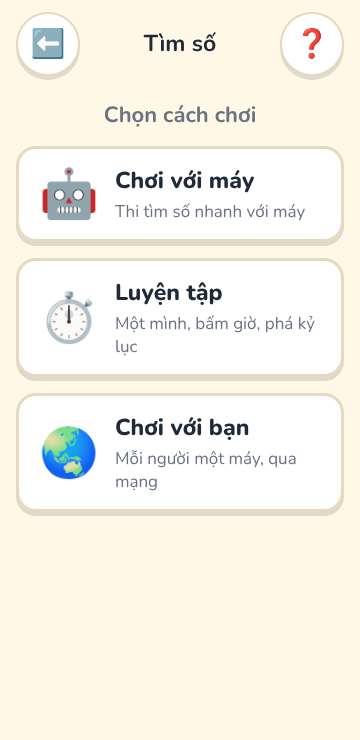 Tìm số
Chọn cách chơi
Chơi với máy
Thi tìm số nhanh với máy
Luyện tập
Một mình, bấm giờ, phá kỷ
lục
Chơi với bạn
Mỗi người một máy, qua
mạng